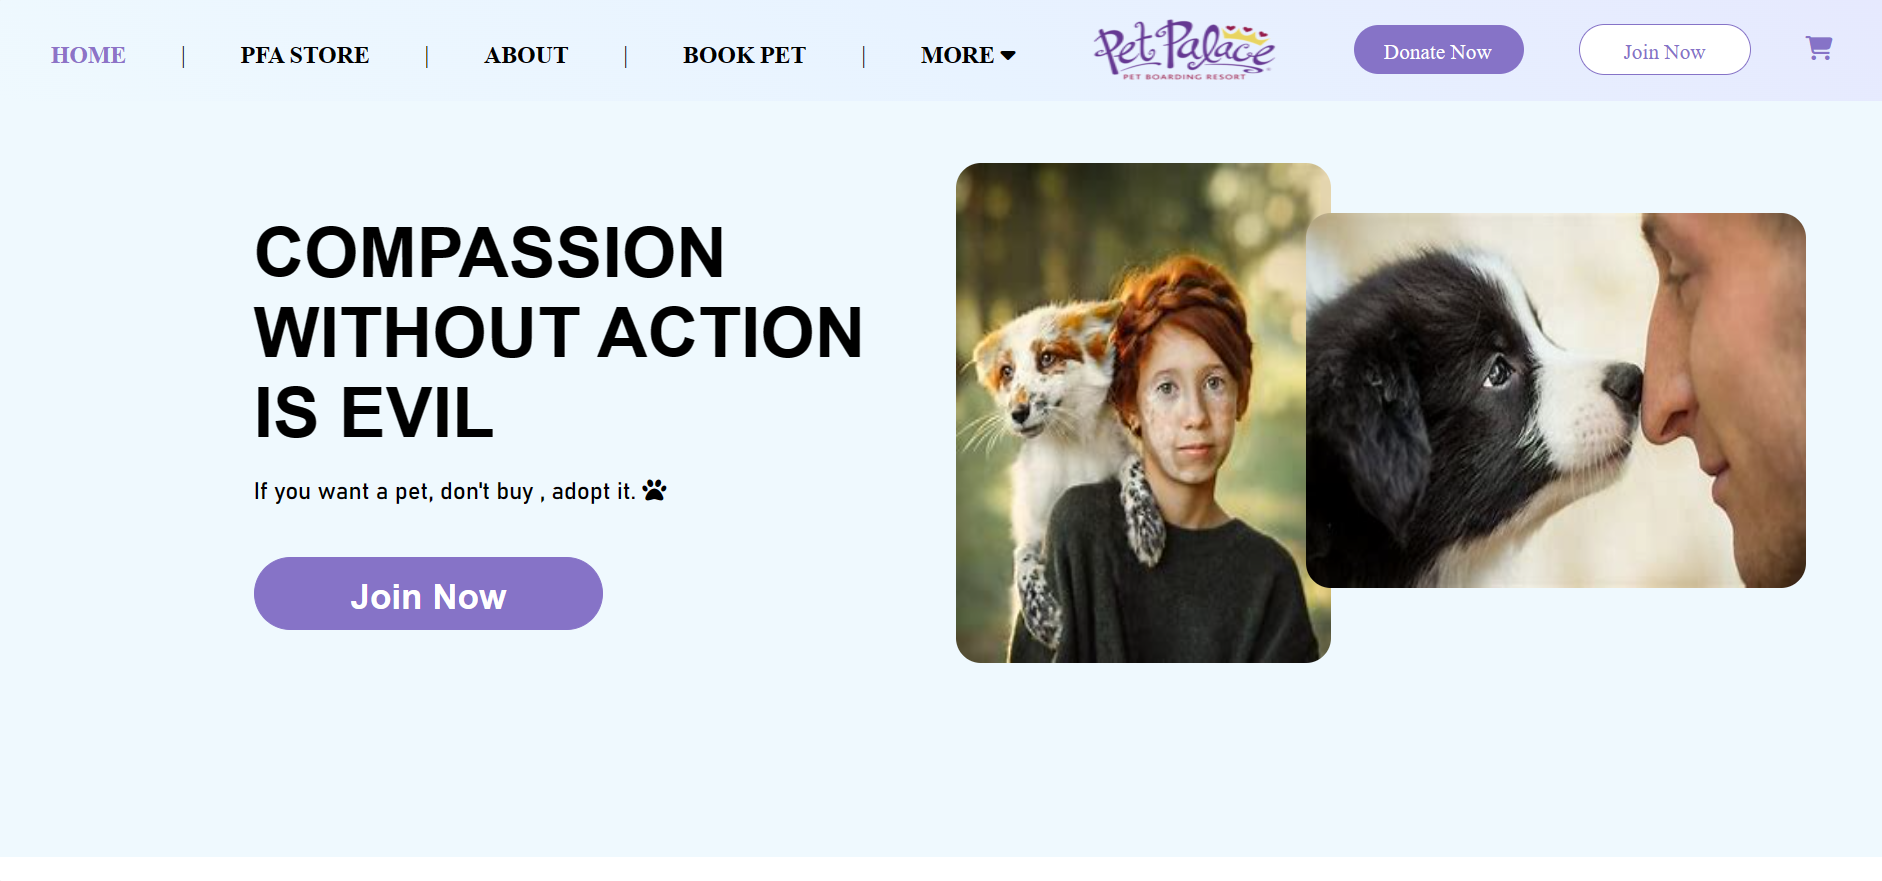 HOME | PFA STORE | ABOUT | BOOK PET | MORE
Pet Palace
PET BOARDING RESORT
Donate Now
Join Now
COMPASSION
WITHOUT ACTION
IS EVIL
If you want a pet, don't buy , adopt it.
Join Now